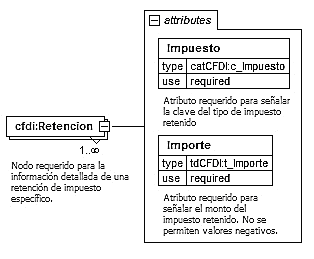 attributes
Impuesto
type catCFDI:c_Impuesto
use required
Atributo requerido para señalar
la clave del tipo de impuesto
retenido
cfdi:Retencion
1..∞
Nodo requerido para la
información detallada de una
retención de impuesto
específico.
Importe
type tdCFDI:t_Importe
use required
Atributo requerido para
señalar el monto del
impuesto retenido. No se
permiten valores negativos.